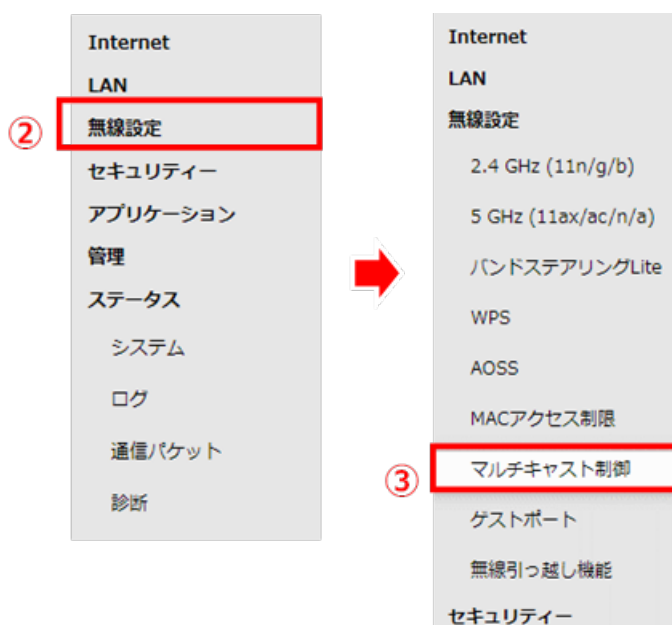 Internet
LAN
②
無線設定
セキュリティー
アプリケーション
管理
ステータス
システム
ログ
通信パケット
診断
Internet
LAN
無線設定
2.4 GHz (11n/g/b)
5 GHz (11ax/ac/n/a)
バンドステアリングLite
WPS
AOSS
MACアクセス制限
③
マルチキャスト制御
ゲストポート
無線引っ越し機能
セキュリティー